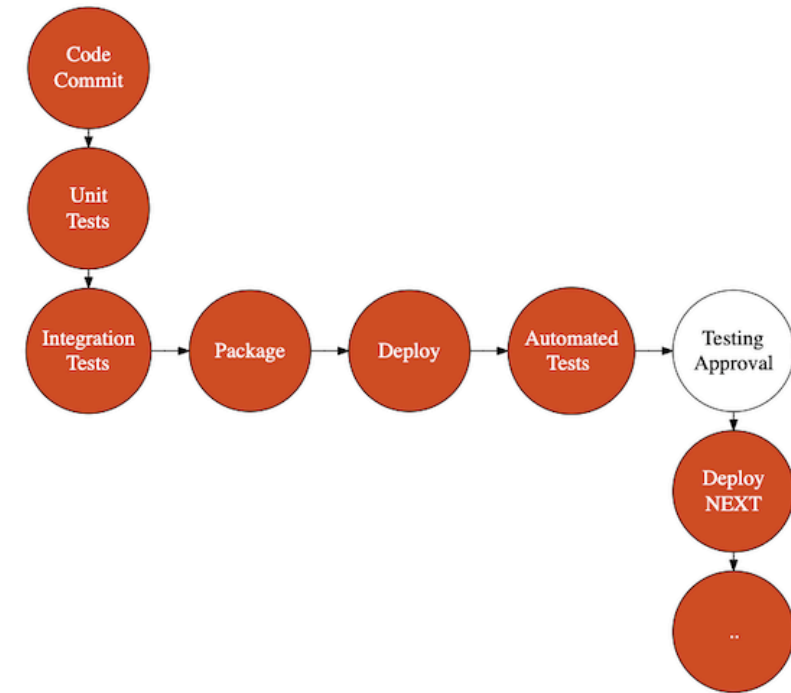 Code
Commit
Unit
Tests
Integration
Tests
Package
Deploy
Automated
Tests
Testing
Approval
Deploy
NEXT
..